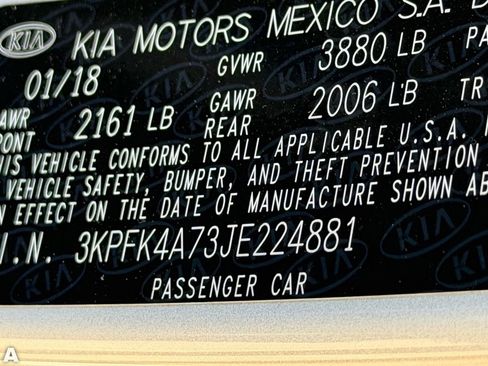 KIA KIA MOTORS MEXICO S.A.
01/18 GVWR 3880 LB
2161 LB GAWR REAR 2006 LB
VEHICLE CONFORMS TO ALL APPLICABLE U.S.A.
VEHICLE SAFETY, BUMPER, AND THEFT PREVENTION
EFFECT ON THE DATE OF MANUFACTURE SHOWN
I.N. 3KPFK4A73JE224881
PASSENGER CAR
A